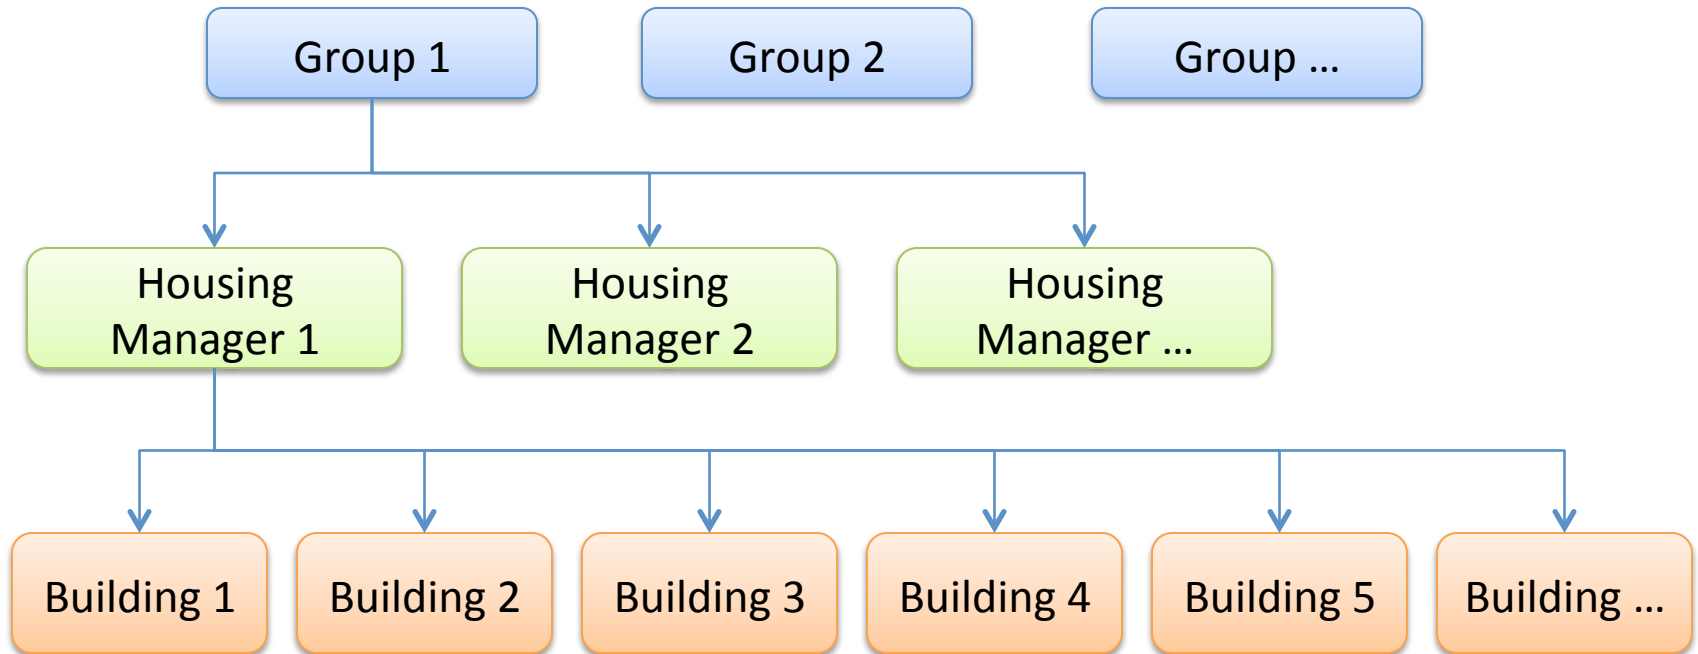 Group 1
Group 2
Group …
Housing
Manager 1
Housing
Manager 2
Housing
Manager …
Building 1
Building 2
Building 3
Building 4
Building 5
Building …